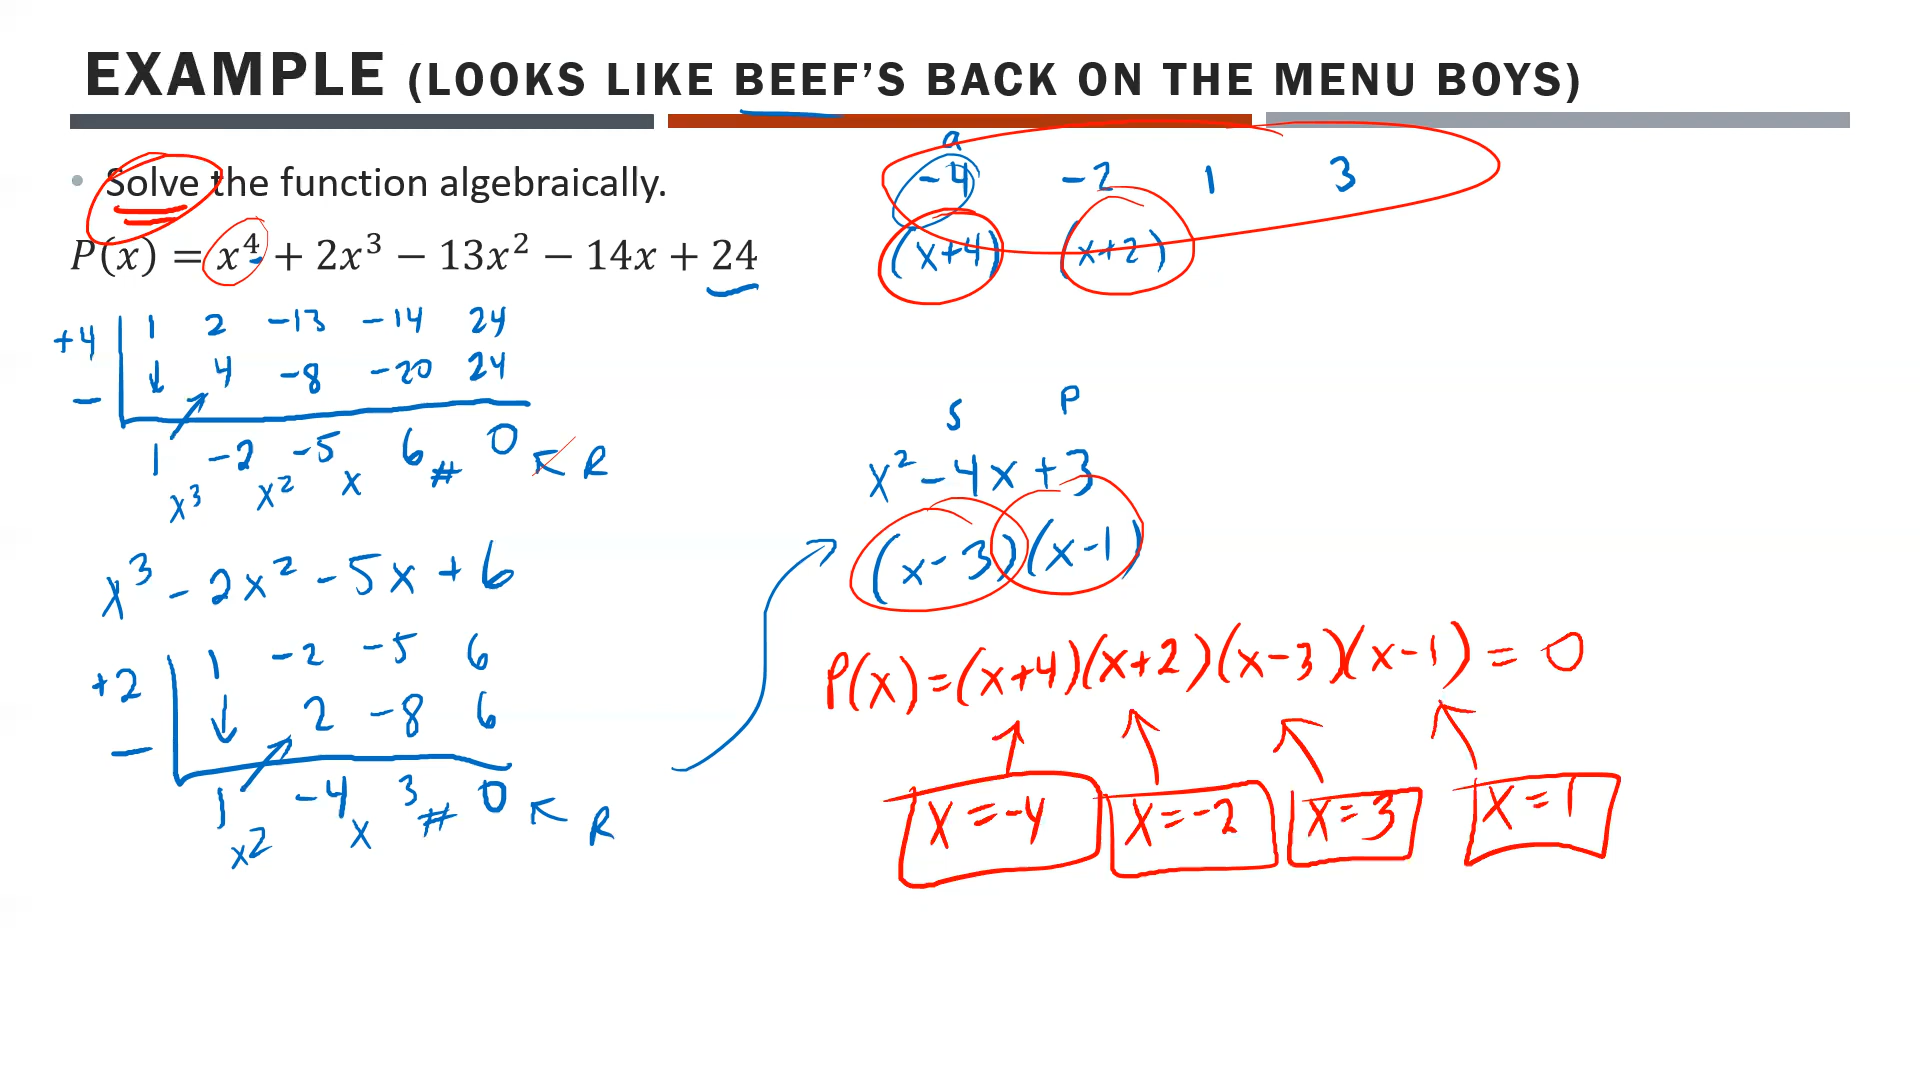 EXAMPLE (LOOKS LIKE BEEF’S BACK ON THE MENU BOYS)
• Solve the function algebraically.
P(x) = x⁴ + 2x³ − 13x² − 14x + 24
+4 1 2 -13 -14 24
- ↓ 4 -8 -20 24
1 -2 -5 6 0 ← R
x³ x² x #
x³ - 2x² - 5x + 6
+2 1 -2 -5 6
- ↓ 2 -8 6
1 -4 3 0 ← R
x² x #
a
-4 -2 1 3
(x+4) (x+2)
S P
x² - 4x + 3
(x-3)(x-1)
P(x) = (x+4)(x+2)(x-3)(x-1) = 0
x = -4 x = -2 x = 3 x = 1